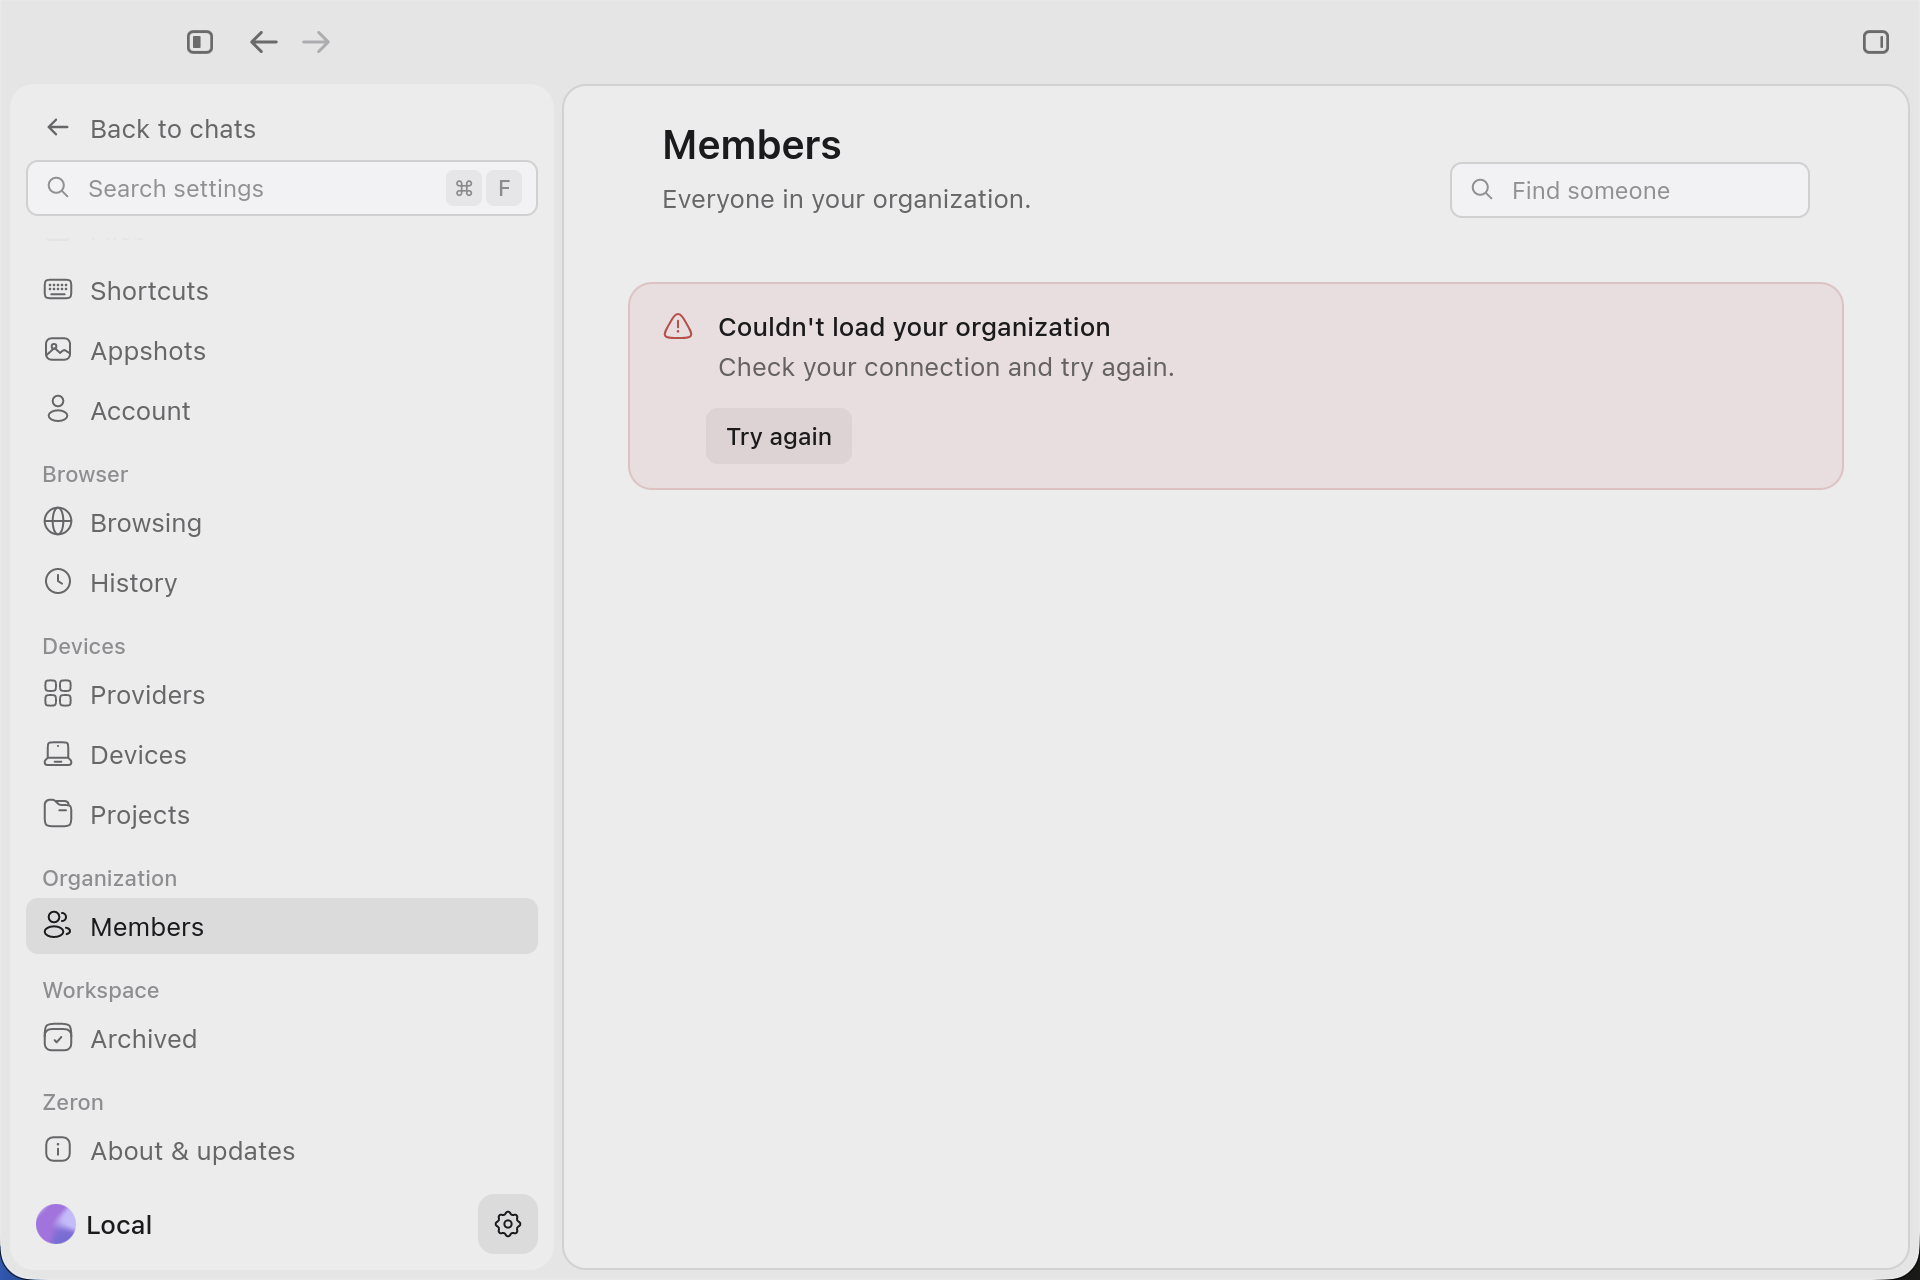 Back to chats
Search settings ⌘ F
Shortcuts
Appshots
Account
Browser
Browsing
History
Devices
Providers
Devices
Projects
Organization
Members
Workspace
Archived
Zeron
About & updates
Local
Members
Everyone in your organization.
Find someone
Couldn't load your organization
Check your connection and try again.
Try again